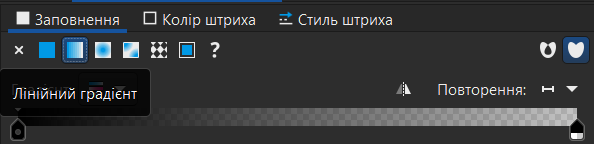 Заповнення Колір штриха Стиль штриха
?
Лінійний градієнт
Повторення: